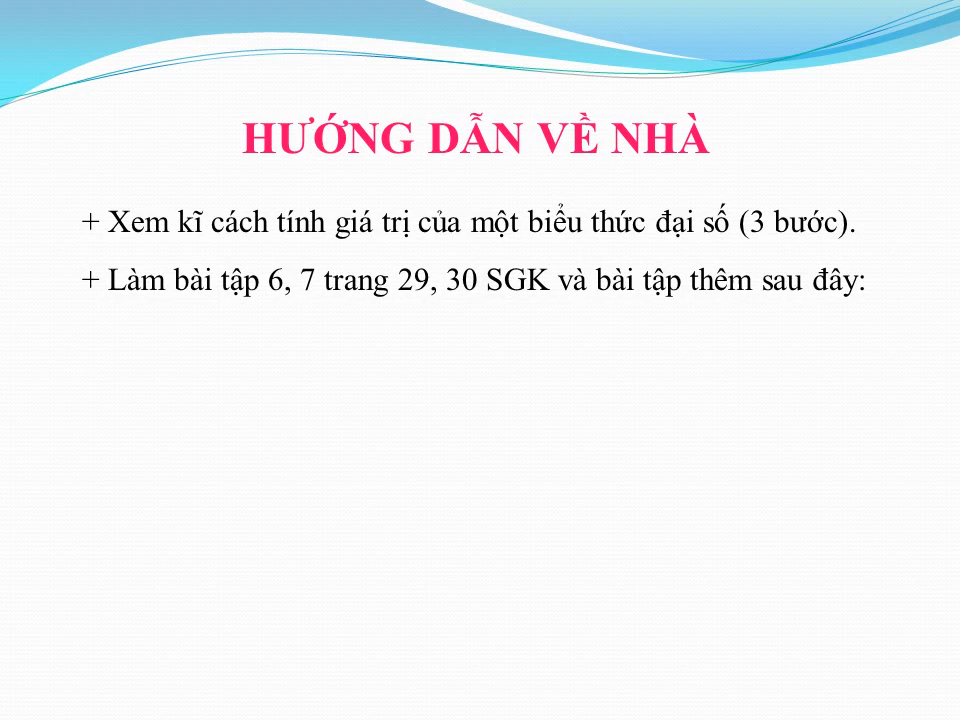 HƯỚNG DẪN VỀ NHÀ
+ Xem kĩ cách tính giá trị của một biểu thức đại số (3 bước).
+ Làm bài tập 6, 7 trang 29, 30 SGK và bài tập thêm sau đây: